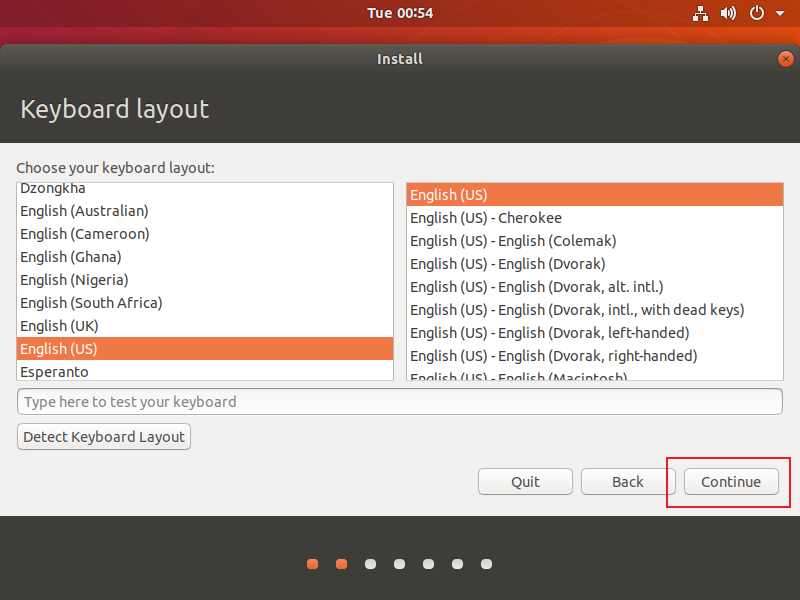 Tue 00:54
Install
Keyboard layout
Choose your keyboard layout:
Dzongkha
English (Australian)
English (Cameroon)
English (Ghana)
English (Nigeria)
English (South Africa)
English (UK)
English (US)
Esperanto
English (US)
English (US) - Cherokee
English (US) - English (Colemak)
English (US) - English (Dvorak)
English (US) - English (Dvorak, alt. intl.)
English (US) - English (Dvorak, intl., with dead keys)
English (US) - English (Dvorak, left-handed)
English (US) - English (Dvorak, right-handed)
English (US) - English (Macintosh)
Type here to test your keyboard
Detect Keyboard Layout
Quit
Back
Continue